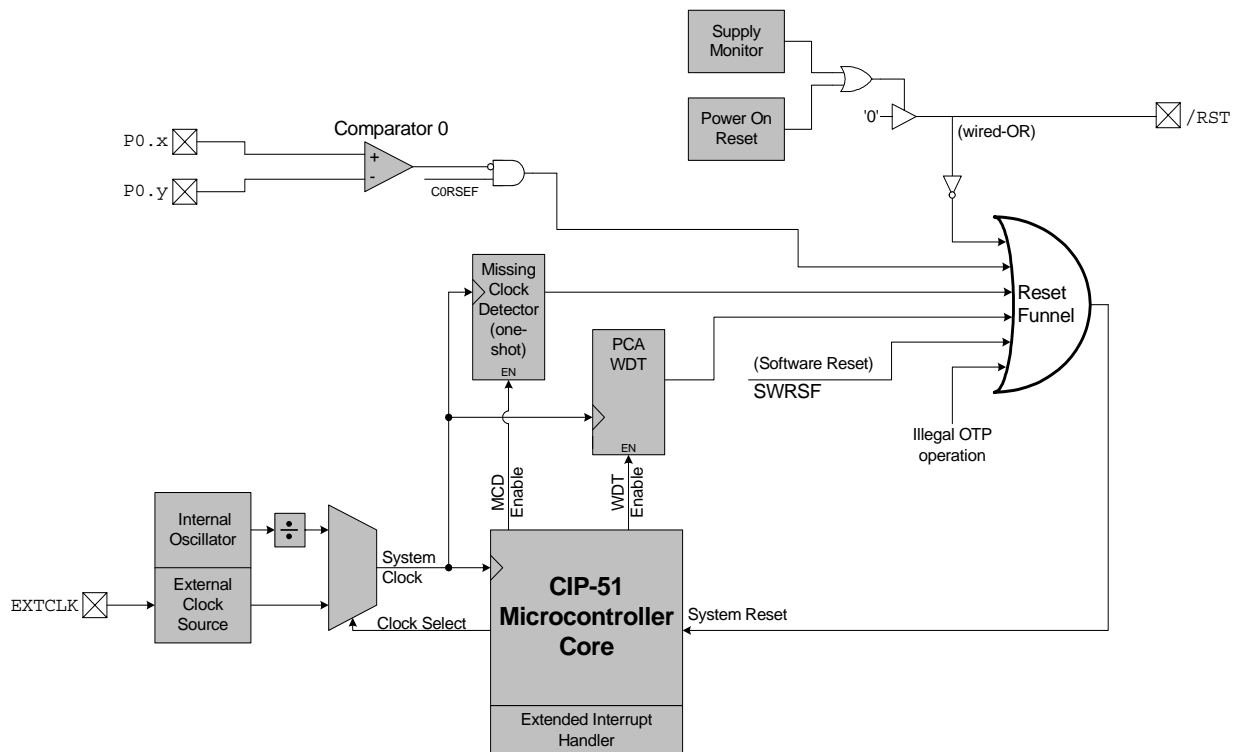 Supply
Monitor
Power On
Reset
'0'
(wired-OR)
/RST
Comparator 0
P0.x
P0.y
+
-
C0RSEF
Missing
Clock
Detector
(one-
shot)
EN
PCA
WDT
EN
(Software Reset)
SWRSF
Reset
Funnel
Illegal OTP
operation
MCD
Enable
WDT
Enable
Internal
Oscillator
÷
External
Clock
Source
EXTCLK
System
Clock
Clock Select
CIP-51
Microcontroller
Core
System Reset
Extended Interrupt
Handler